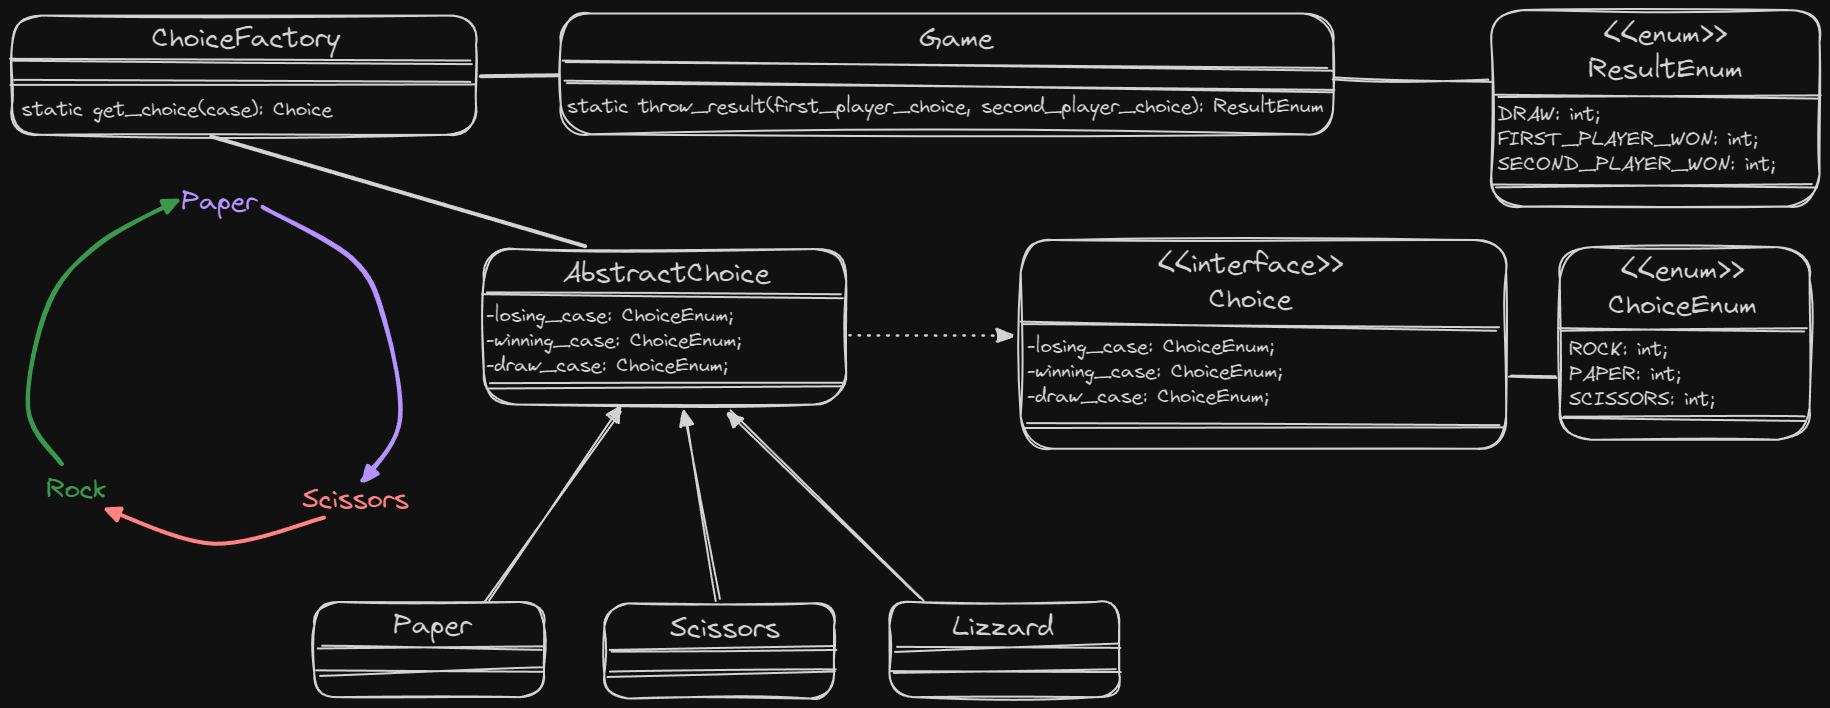 ChoiceFactory
static get_choice(case): Choice
Game
static throw_result(first_player_choice, second_player_choice): ResultEnum
<<enum>>
ResultEnum
DRAW: int;
FIRST_PLAYER_WON: int;
SECOND_PLAYER_WON: int;
Paper
Rock
Scissors
AbstractChoice
-losing_case: ChoiceEnum;
-winning_case: ChoiceEnum;
-draw_case: ChoiceEnum;
<<interface>>
Choice
-losing_case: ChoiceEnum;
-winning_case: ChoiceEnum;
-draw_case: ChoiceEnum;
<<enum>>
ChoiceEnum
ROCK: int;
PAPER: int;
SCISSORS: int;
Paper
Scissors
Lizzard